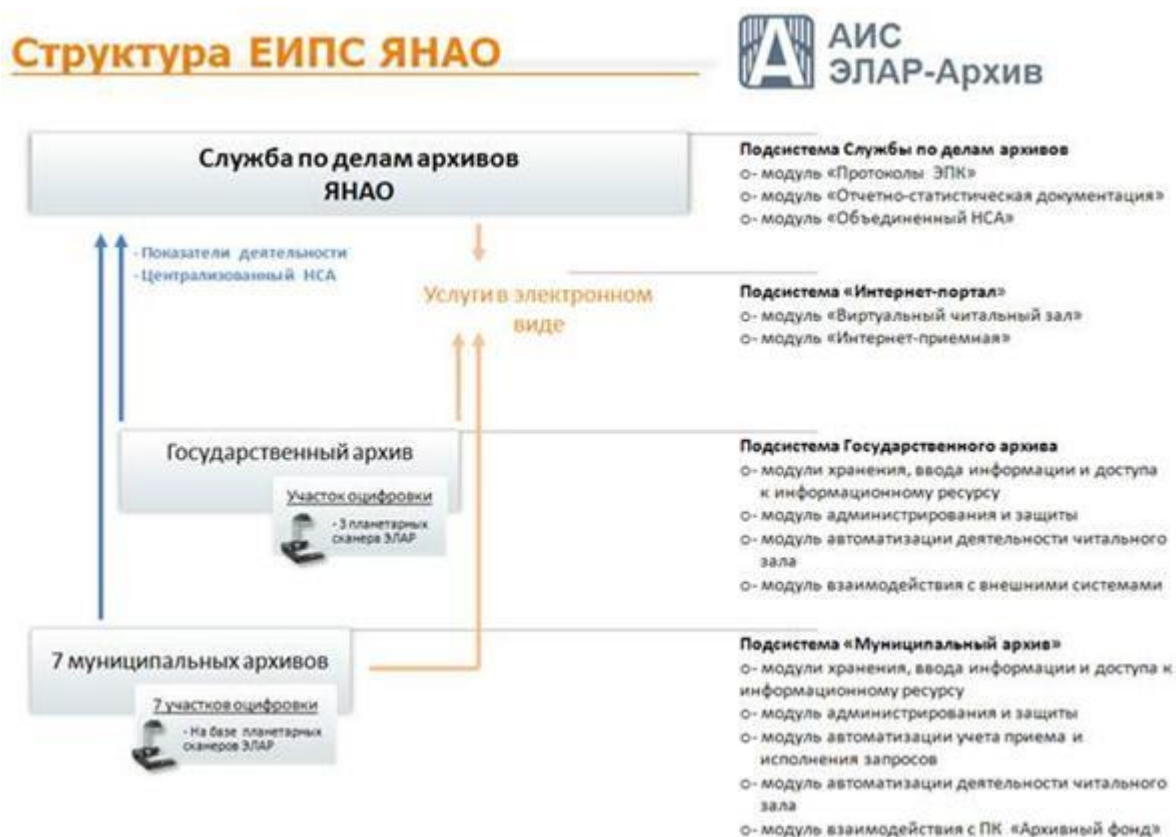 Структура ЕИПС ЯНАО
АИС
ЭЛАР-Архив
Служба по делам архивов
ЯНАО
Подсистема Службы по делам архивов
о- модуль «Протоколы ЭПК»
о- модуль «Отчетно-статистическая документация»
о- модуль «Объединенный НСА»
- Показатели деятельности
- Централизованный НСА
Услуги в электронном
виде
Подсистема «Интернет-портал»
о- модуль «Виртуальный читальный зал»
о- модуль «Интернет-приемная»
Государственный архив
Участок оцифровки
- 3 планетарных
сканера ЭЛАР
Подсистема Государственного архива
о- модули хранения, ввода информации и доступа
к информационному ресурсу
о- модуль администрирования и защиты
о- модуль автоматизации деятельности читального
зала
о- модуль взаимодействия с внешними системами
7 муниципальных архивов
7 участков оцифровки
- На базе планетарных
сканеров ЭЛАР
Подсистема «Муниципальный архив»
о- модули хранения, ввода информации и доступа к
информационному ресурсу
о- модуль администрирования и защиты
о- модуль автоматизации учета приема и
исполнения запросов
о- модуль автоматизации деятельности читального
зала
о- модуль взаимодействия с ПК «Архивный фонд»